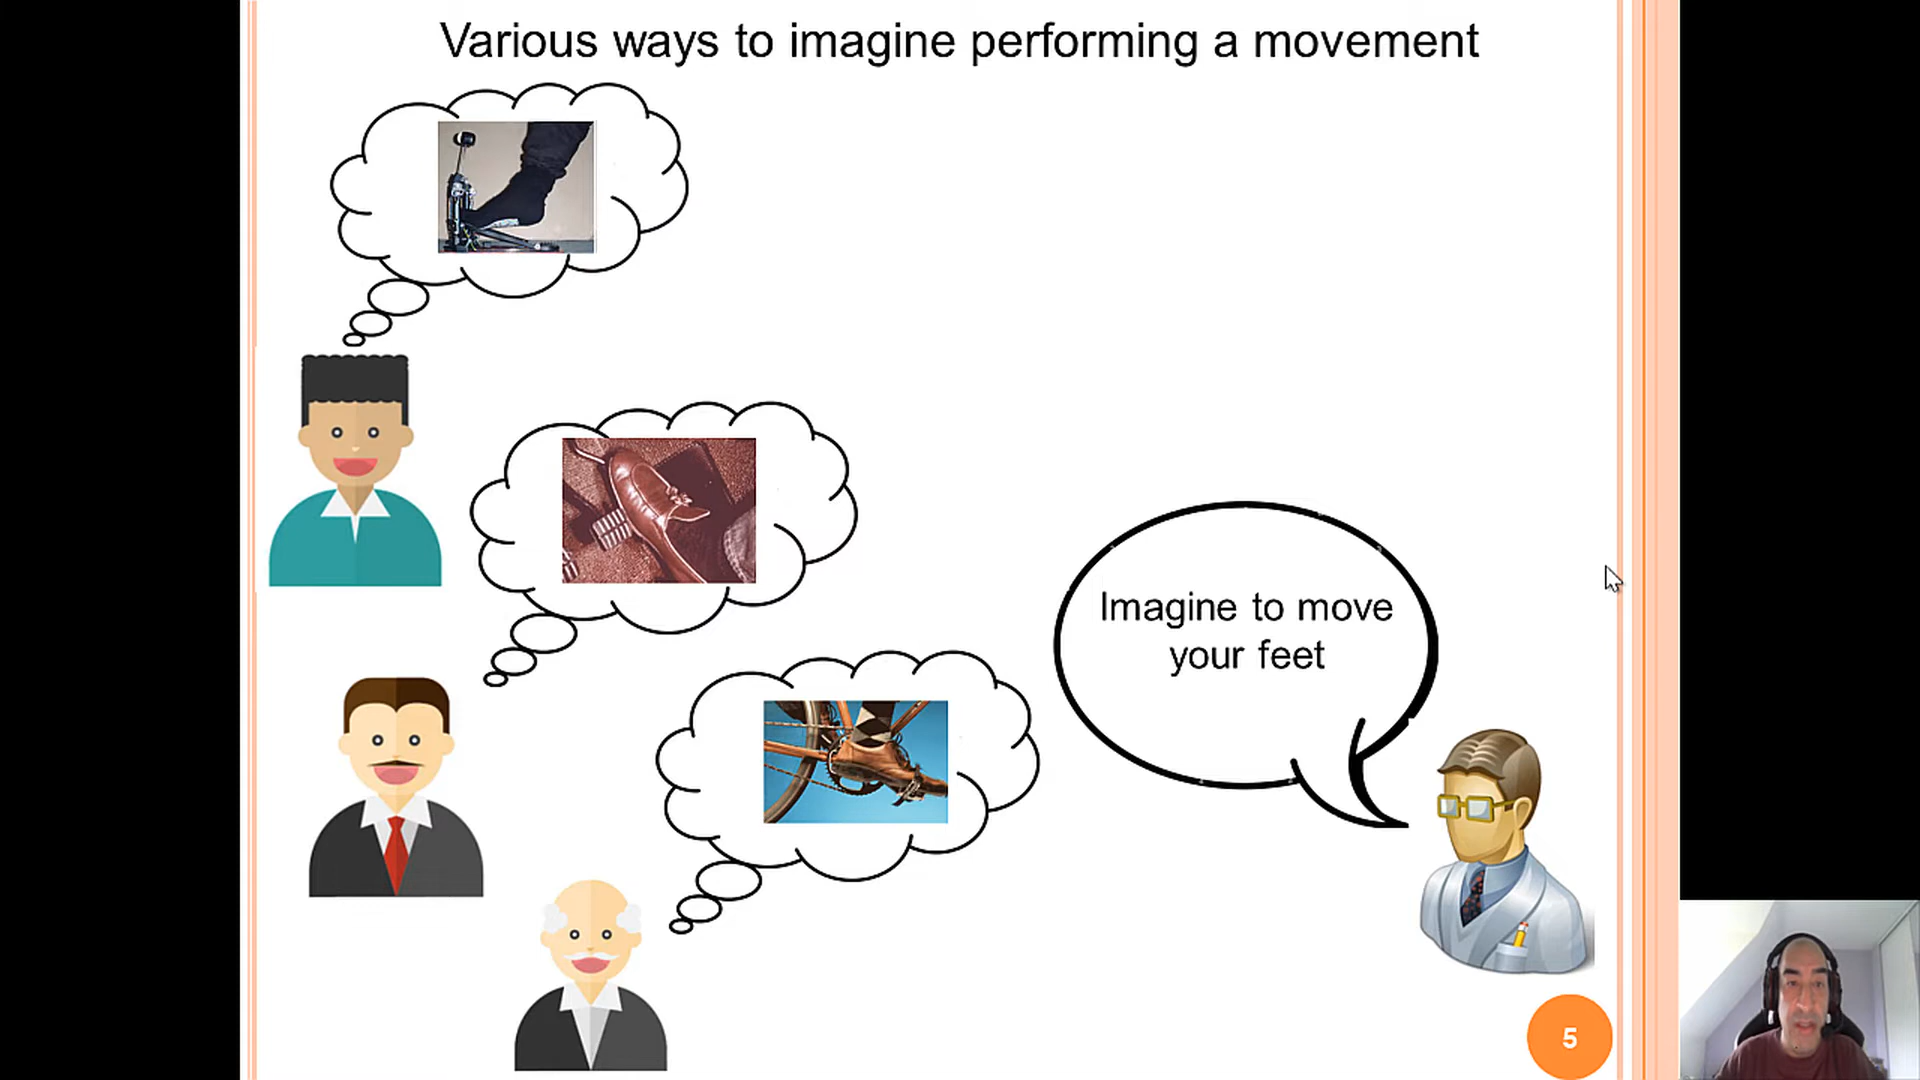 Various ways to imagine performing a movement
Imagine to move
your feet
5